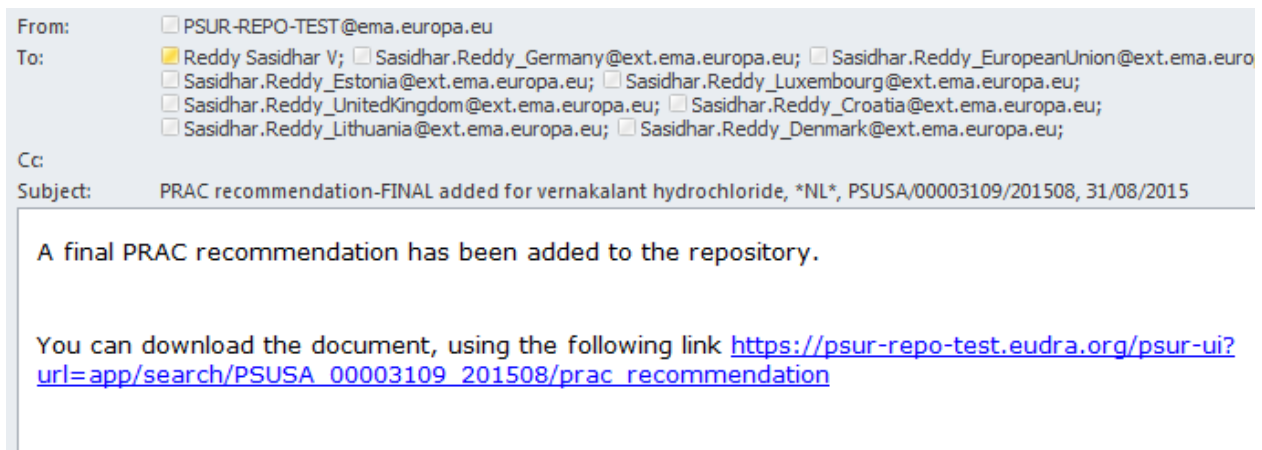 From: PSUR-REPO-TEST@ema.europa.eu
To: Reddy Sasidhar V; Sasidhar.Reddy_Germany@ext.ema.europa.eu; Sasidhar.Reddy_EuropeanUnion@ext.ema.euro
Sasidhar.Reddy_Estonia@ext.ema.europa.eu; Sasidhar.Reddy_Luxembourg@ext.ema.europa.eu;
Sasidhar.Reddy_UnitedKingdom@ext.ema.europa.eu; Sasidhar.Reddy_Croatia@ext.ema.europa.eu;
Sasidhar.Reddy_Lithuania@ext.ema.europa.eu; Sasidhar.Reddy_Denmark@ext.ema.europa.eu;
Cc:
Subject: PRAC recommendation-FINAL added for vernakalant hydrochloride, *NL*, PSUSA/00003109/201508, 31/08/2015
A final PRAC recommendation has been added to the repository.
You can download the document, using the following link https://psur-repo-test.eudra.org/psur-ui?
url=app/search/PSUSA_00003109_201508/prac_recommendation